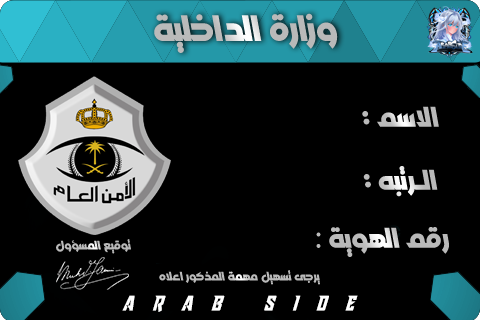 وزارة الداخلية
الاسم :
الرتبه :
رقم الهوية :
الأمن العام
توقيع المسؤول
يرجى تسهيل مهمة المذكور اعلاه
ARAB SIDE